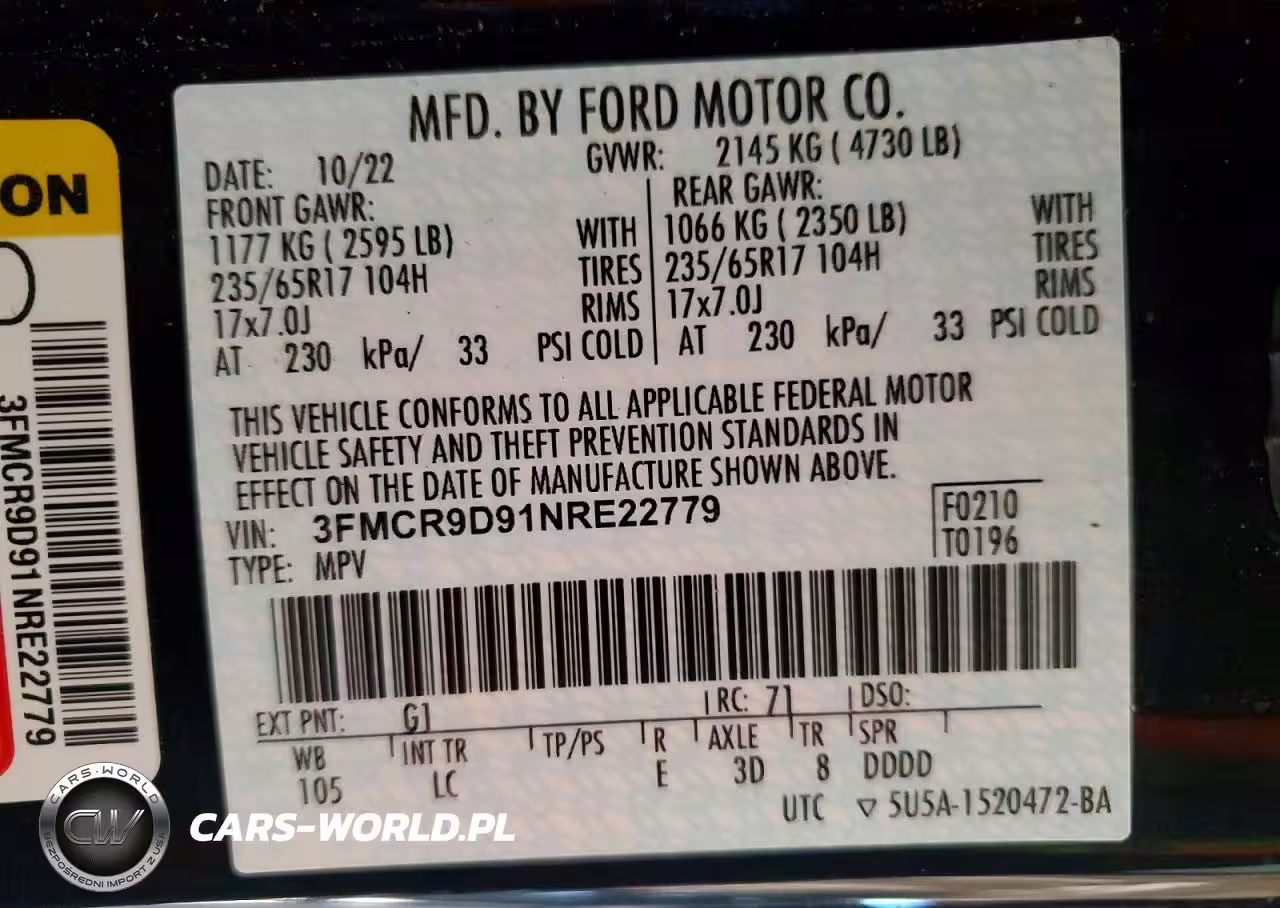 MFD. BY FORD MOTOR CO.
DATE: 10/22 GVWR: 2145 KG ( 4730 LB)
FRONT GAWR: REAR GAWR:
1177 KG ( 2595 LB) WITH 1066 KG ( 2350 LB) WITH
235/65R17 104H TIRES 235/65R17 104H TIRES
17x7.0J RIMS 17x7.0J RIMS
AT 230 kPa/ 33 PSI COLD AT 230 kPa/ 33 PSI COLD
THIS VEHICLE CONFORMS TO ALL APPLICABLE FEDERAL MOTOR
VEHICLE SAFETY AND THEFT PREVENTION STANDARDS IN
EFFECT ON THE DATE OF MANUFACTURE SHOWN ABOVE.
VIN: 3FMCR9D91NRE22779 F0210
TYPE: MPV T0196
EXT PNT: G1 RC: 71 DSO:
WB INT TR TP/PS R AXLE TR SPR
105 LC E 3D 8 DDDD
UTC ▽ 5U5A-1520472-BA
ON
3FMCR9D91NRE22779
CARS-WORLD
CW
BEZPOŚREDNI IMPORT Z USA
CARS-WORLD.PL